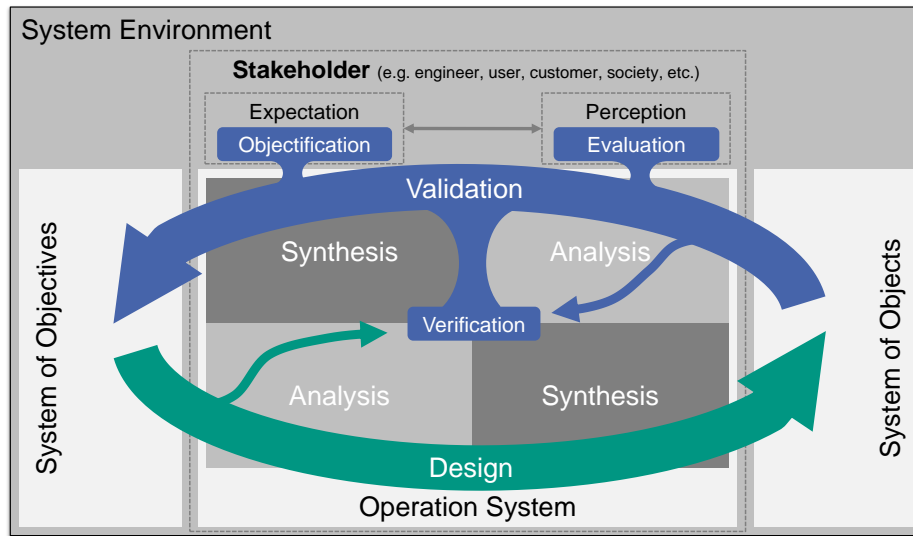 System Environment
Stakeholder (e.g. engineer, user, customer, society, etc.)
Expectation
Perception
Objectification
Evaluation
Validation
Synthesis
Analysis
Verification
System of Objectives
System of Objects
Analysis
Synthesis
Design
Operation System